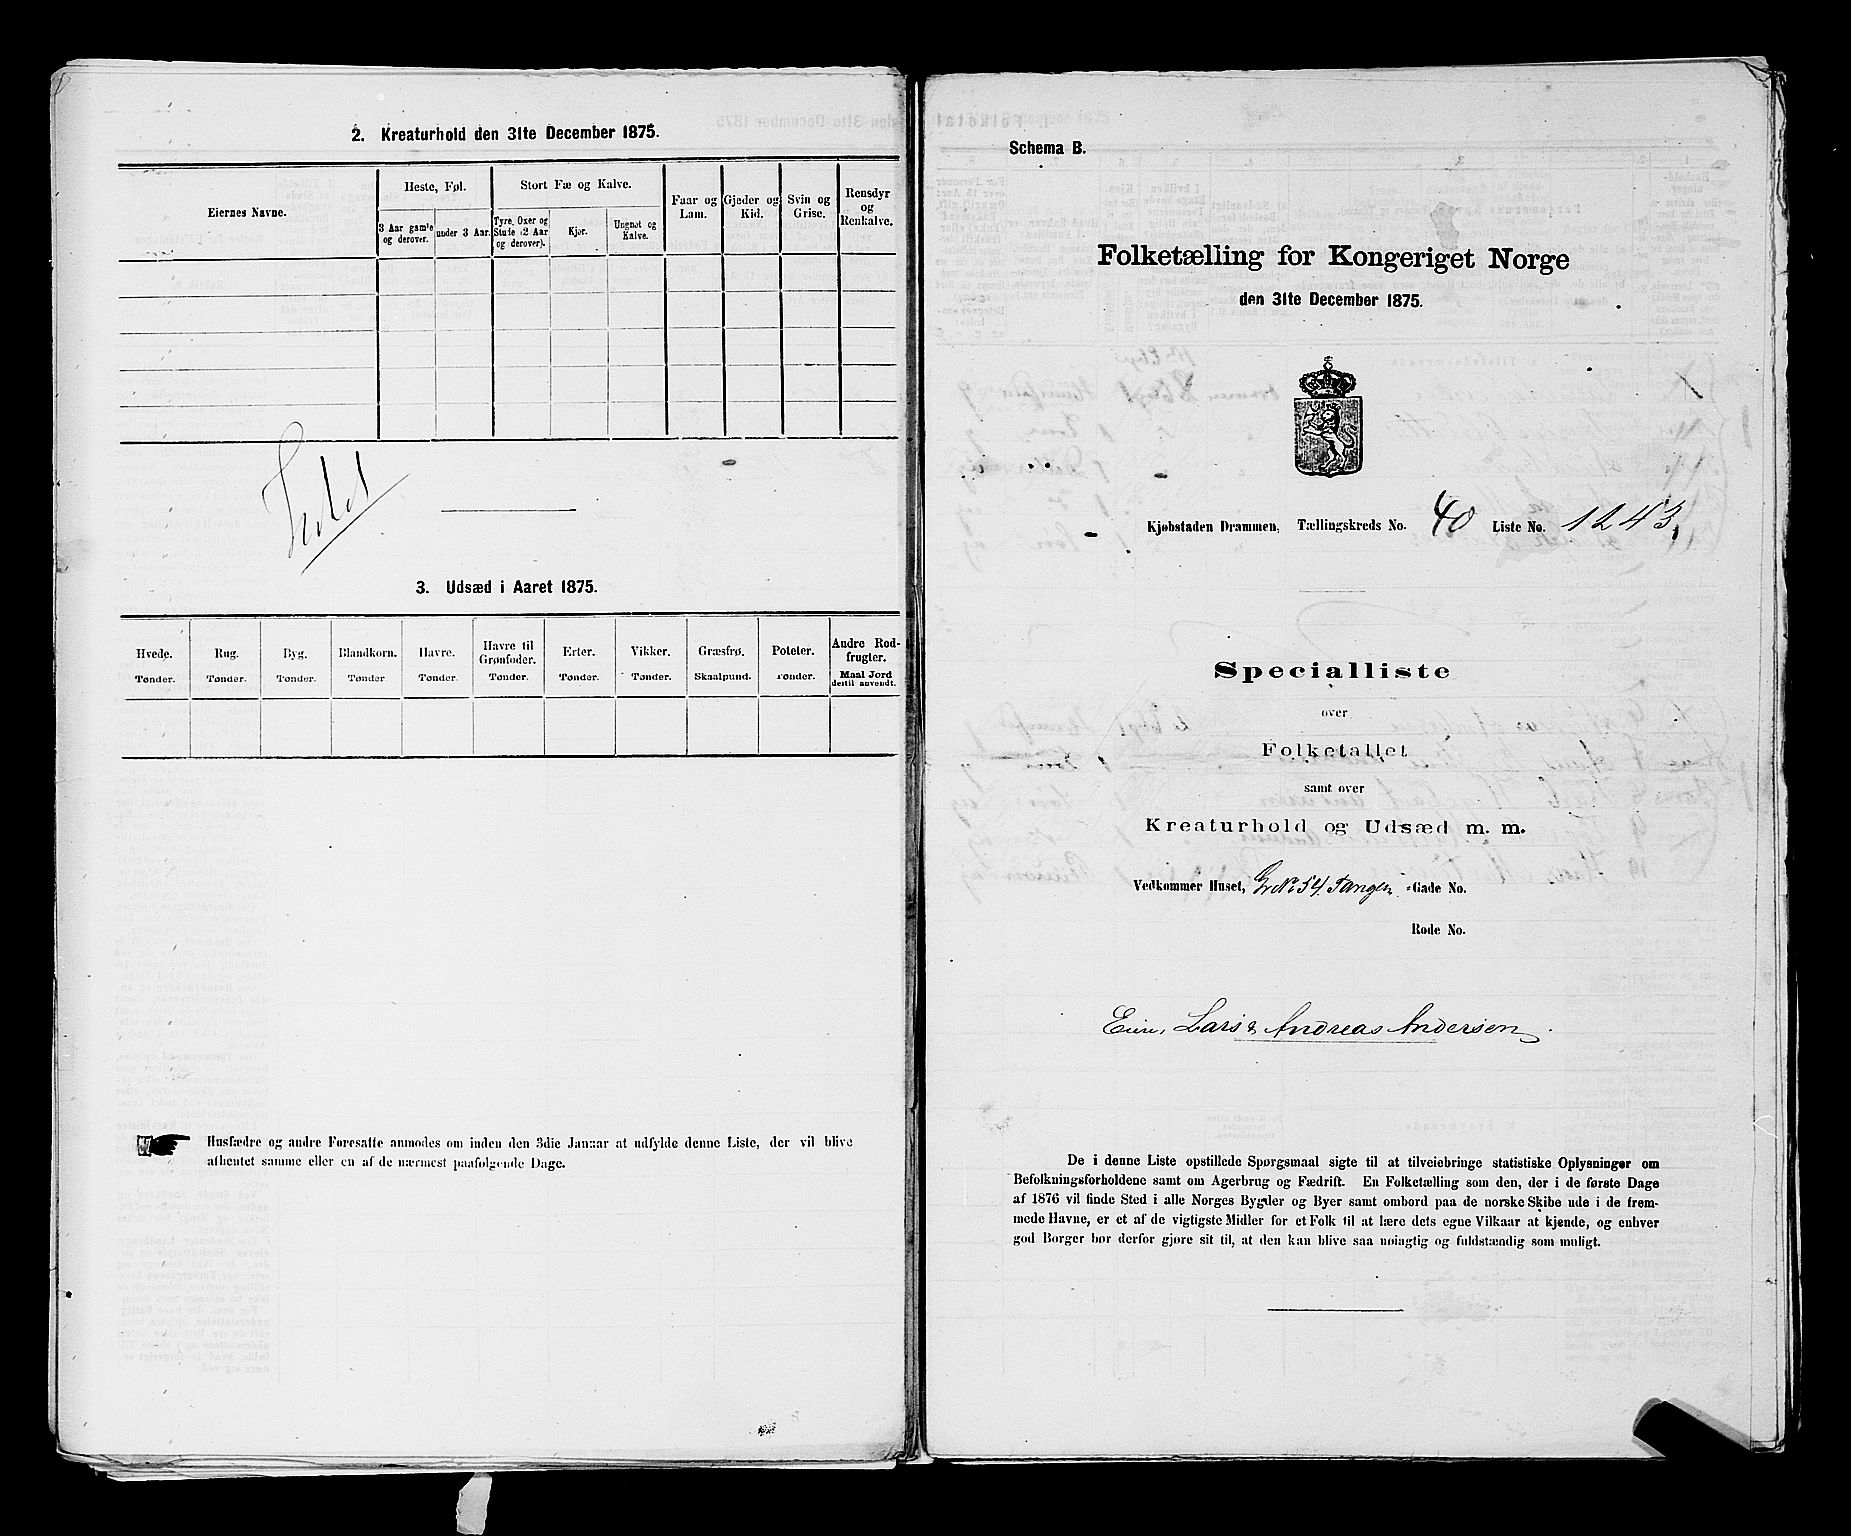 2. Kreaturhold den 31te December 1875.
Eiernes Navne.
Heste, Føl.
3 Aar gamle og derover.
under 3 Aar.
Stort Fæ og Kalve.
Tyre, Oxer og Stude (2 Aar og derover).
Kjør.
Ungnøt og Kalve.
Faar og Lam.
Gjeder og Kid.
Svin og Grise.
Rensdyr og Renkalve.
3. Udsæd i Aaret 1875.
Hvede. Tønder.
Rug. Tønder.
Byg. Tønder.
Blandkorn. Tønder.
Havre. Tønder.
Havre til Grønfoder. Tønder.
Erter. Tønder.
Vikker. Tønder.
Græsfrø. Skaalpund.
Poteter. Tønder.
Andre Rodfrugter. Maal Jord dertil anvendt.
Husfædre og andre Foresatte anmodes om inden den 3die Januar at udfylde denne Liste, der vil blive
afhentet samme eller en af de nærmest paafølgende Dage.
Schema B.
Folketælling for Kongeriget Norge
den 31te December 1875.
Kjøbstaden Drammen, Tællingskreds No. 40 Liste No. 1243,
Specialliste
over
Folketallet
samt over
Kreaturhold og Udsæd m. m.
Vedkommer Huset, Gr No 54 Tangen -Gade No.
Rode No.
Eiere, Lars & Andreas Andersen
De i denne Liste opstillede Spørgsmaal sigte til at tilveiebringe statistiske Oplysninger om
Befolkningsforholdene samt om Agerbrug og Fædrift. En Folketælling som den, der i de første Dage
af 1876 vil finde Sted i alle Norges Bygder og Byer samt ombord paa de norske Skibe ude i de frem-
mede Havne, er et af de vigtigste Midler for et Folk til at lære dets egne Vilkaar at kjende, og enhver
god Borger bør derfor gjøre sit til, at den kan blive saa nøiagtig og fuldstændig som muligt.